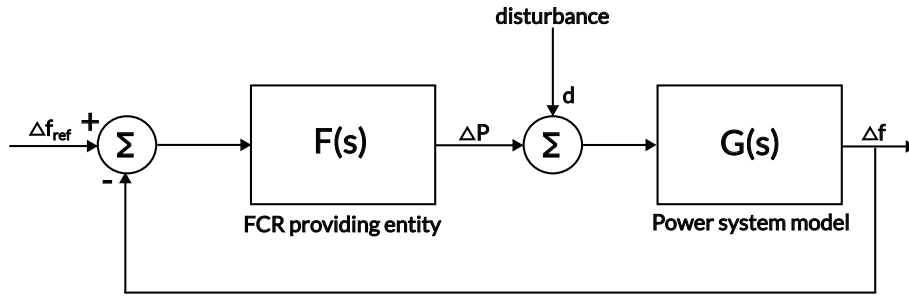 disturbance
d
Δf_ref
+
-
Σ
F(s)
ΔP
Σ
G(s)
Δf
FCR providing entity
Power system model